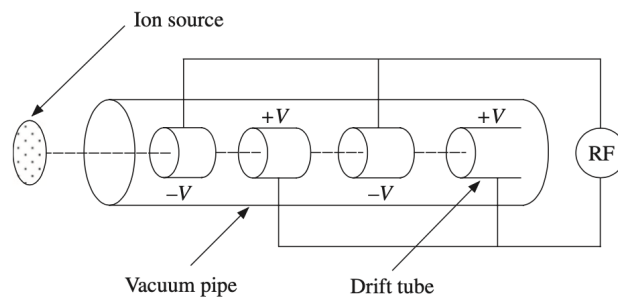 Ion source
+V
+V
RF
−V
−V
Vacuum pipe
Drift tube